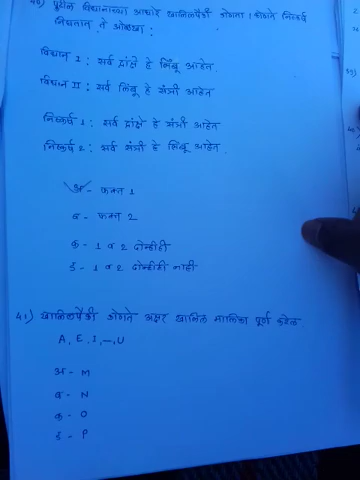 40) पुढील विधानाच्या आधारे खालिलपैकी कोणता / कोणते निष्कर्ष
निघतात ते ओळखा :
विधान I : सर्व द्राक्षे हे लिंबू आहेत.
विधान II : सर्व लिंबू हे संत्री आहेत
निष्कर्ष 1 : सर्व द्राक्षे हे संत्री आहेत
निष्कर्ष 2 : सर्व संत्री हे लिंबू आहेत.
अ - फक्त 1
ब - फक्त 2
क - 1 व 2 दोन्हीही
ड - 1 व 2 दोन्हीही नाही
41) खालिलपैकी कोणते अक्षर खालिल मालिका पूर्ण करेल
A, E, I, –, U
अ - M
ब - N
क - O
ड - P